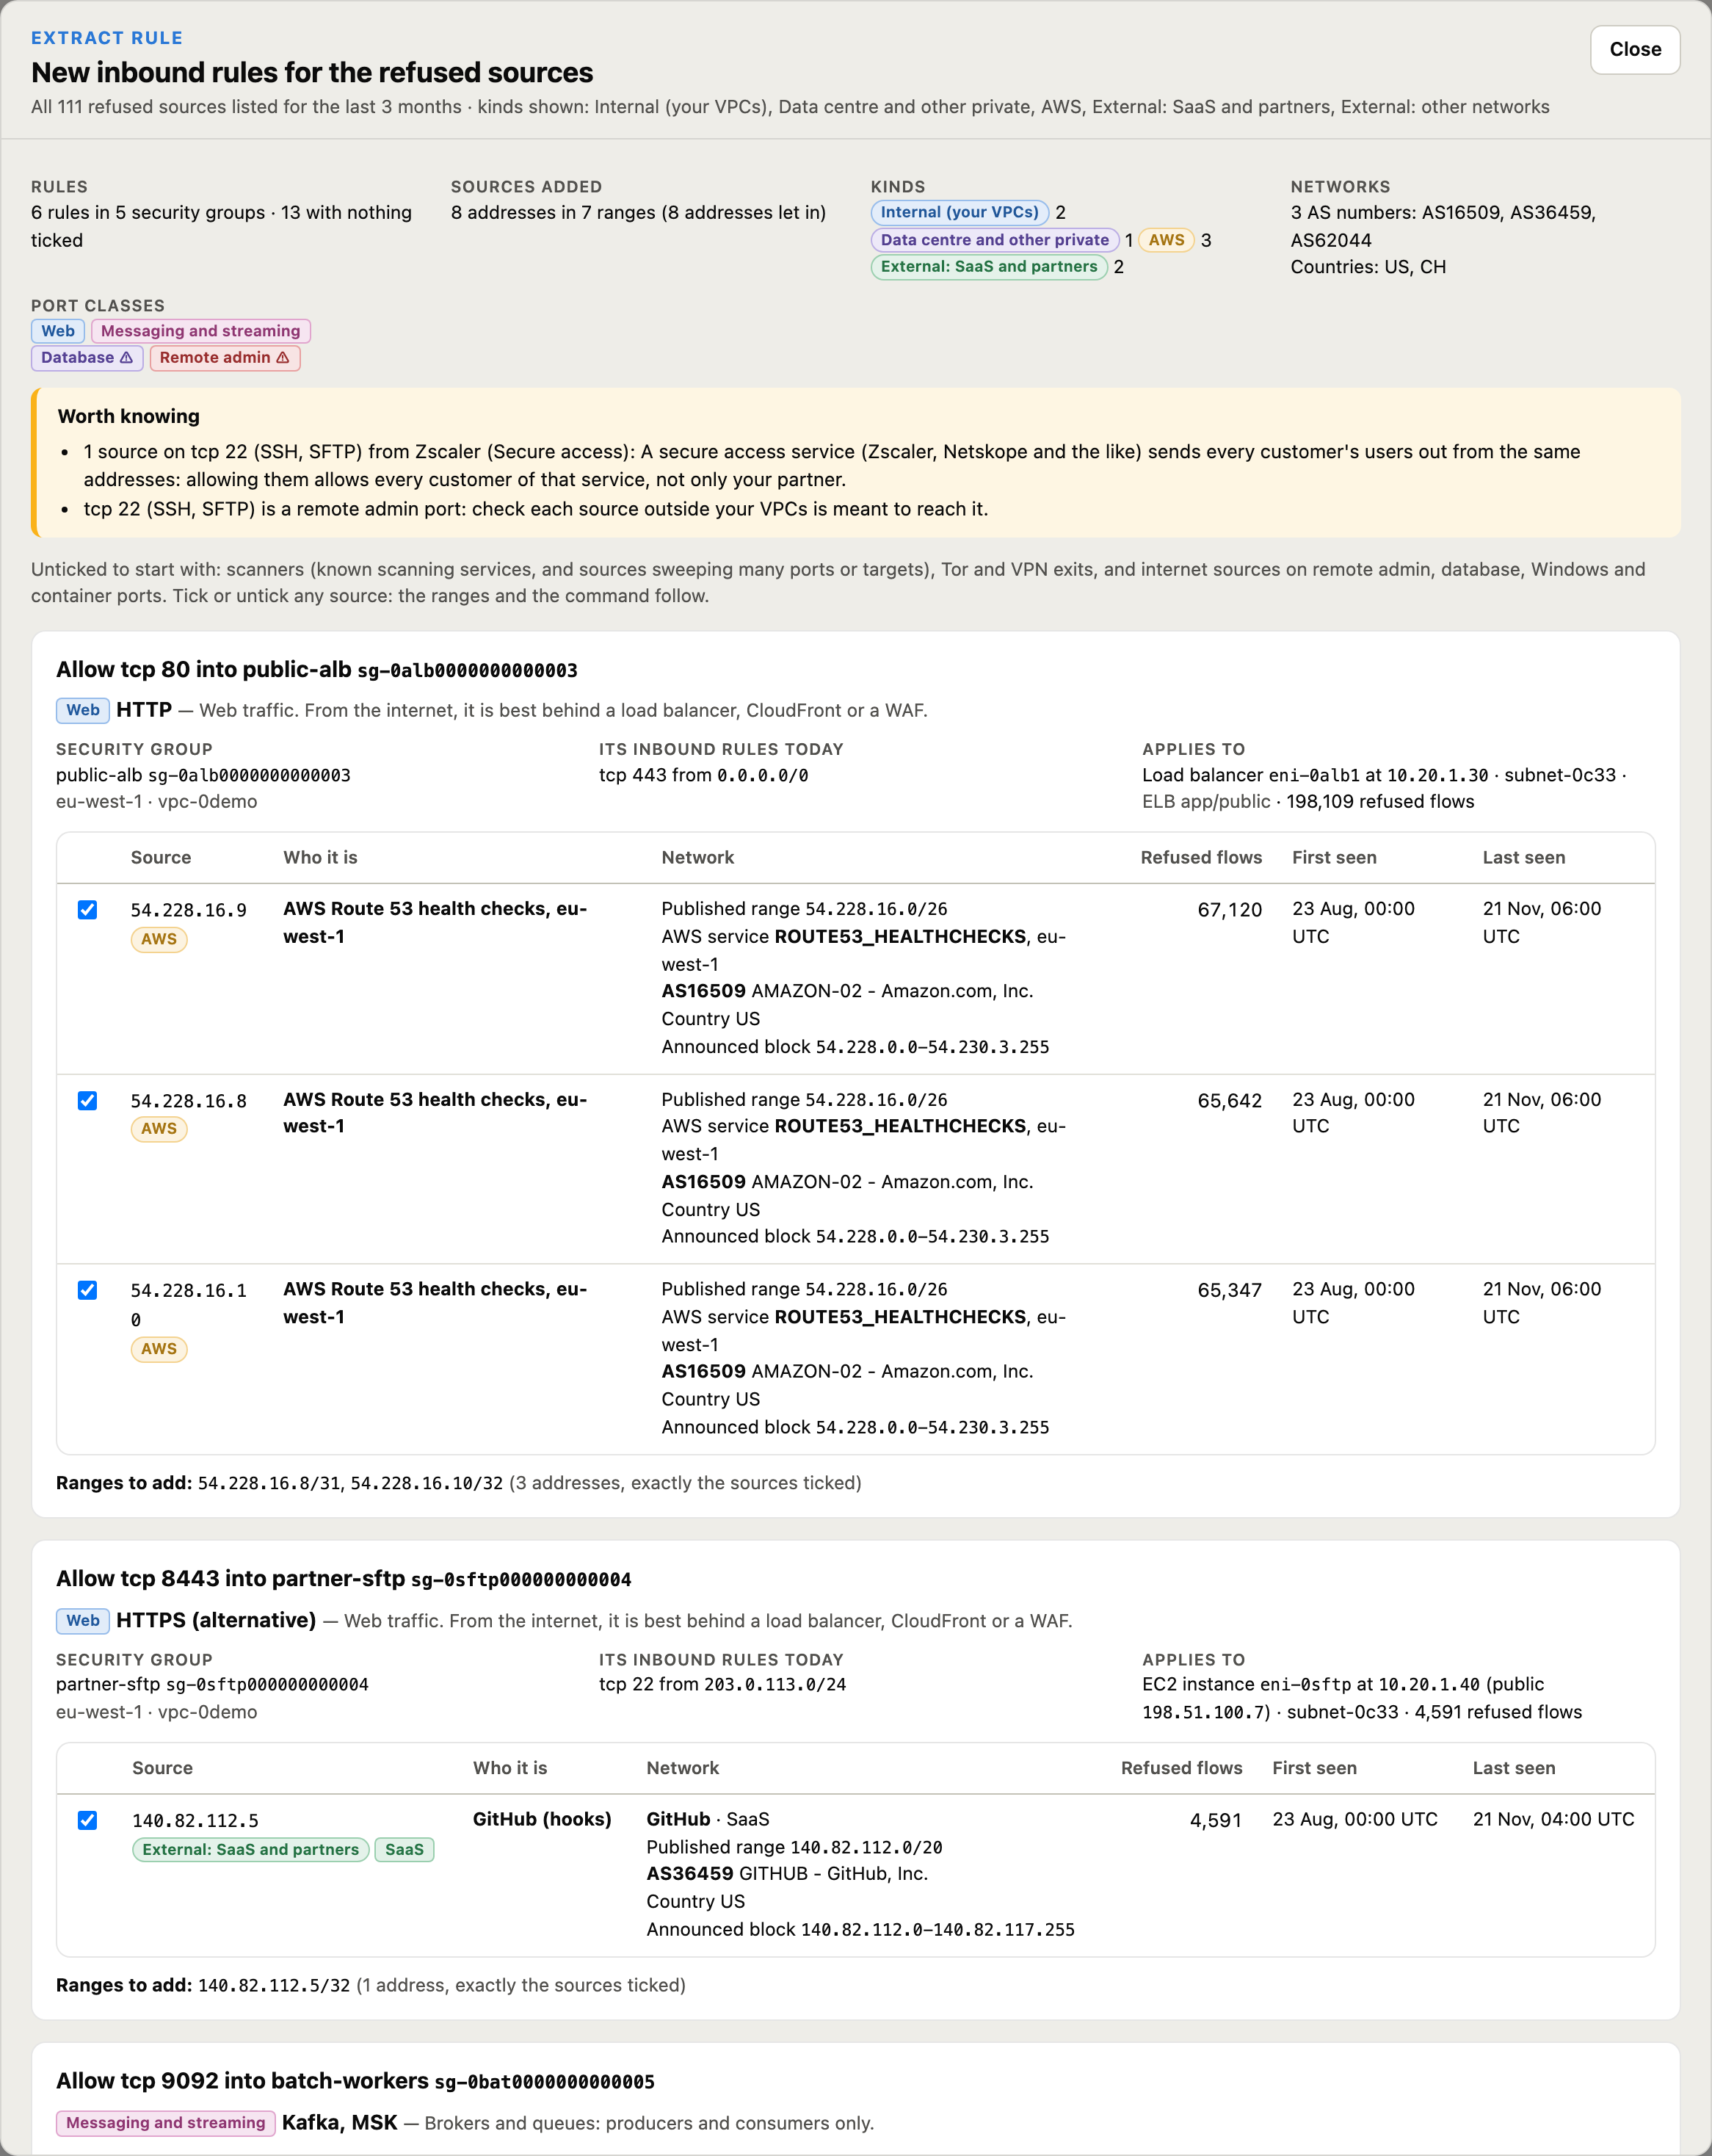 EXTRACT RULE
New inbound rules for the refused sources
All 111 refused sources listed for the last 3 months · kinds shown: Internal (your VPCs), Data centre and other private, AWS, External: SaaS and partners, External: other networks
Close
RULES
6 rules in 5 security groups · 13 with nothing
ticked
SOURCES ADDED
8 addresses in 7 ranges (8 addresses let in)
KINDS
Internal (your VPCs) 2
Data centre and other private 1 AWS 3
External: SaaS and partners 2
NETWORKS
3 AS numbers: AS16509, AS36459,
AS62044
Countries: US, CH
PORT CLASSES
Web Messaging and streaming
Database ⚠ Remote admin ⚠
Worth knowing
• 1 source on tcp 22 (SSH, SFTP) from Zscaler (Secure access): A secure access service (Zscaler, Netskope and the like) sends every customer's users out from the same
addresses: allowing them allows every customer of that service, not only your partner.
• tcp 22 (SSH, SFTP) is a remote admin port: check each source outside your VPCs is meant to reach it.
Unticked to start with: scanners (known scanning services, and sources sweeping many ports or targets), Tor and VPN exits, and internet sources on remote admin, database, Windows and
container ports. Tick or untick any source: the ranges and the command follow.
Allow tcp 80 into public-alb sg-0alb0000000000003
Web HTTP — Web traffic. From the internet, it is best behind a load balancer, CloudFront or a WAF.
SECURITY GROUP
public-alb sg-0alb0000000000003
eu-west-1 · vpc-0demo
ITS INBOUND RULES TODAY
tcp 443 from 0.0.0.0/0
APPLIES TO
Load balancer eni-0alb1 at 10.20.1.30 · subnet-0c33 ·
ELB app/public · 198,109 refused flows
Source Who it is Network Refused flows First seen Last seen
54.228.16.9
AWS
AWS Route 53 health checks, eu-
west-1
Published range 54.228.16.0/26
AWS service ROUTE53_HEALTHCHECKS, eu-
west-1
AS16509 AMAZON-02 - Amazon.com, Inc.
Country US
Announced block 54.228.0.0–54.230.3.255
67,120
23 Aug, 00:00
UTC
21 Nov, 06:00
UTC
54.228.16.8
AWS
AWS Route 53 health checks, eu-
west-1
Published range 54.228.16.0/26
AWS service ROUTE53_HEALTHCHECKS, eu-
west-1
AS16509 AMAZON-02 - Amazon.com, Inc.
Country US
Announced block 54.228.0.0–54.230.3.255
65,642
23 Aug, 00:00
UTC
21 Nov, 06:00
UTC
54.228.16.1
0
AWS
AWS Route 53 health checks, eu-
west-1
Published range 54.228.16.0/26
AWS service ROUTE53_HEALTHCHECKS, eu-
west-1
AS16509 AMAZON-02 - Amazon.com, Inc.
Country US
Announced block 54.228.0.0–54.230.3.255
65,347
23 Aug, 00:00
UTC
21 Nov, 06:00
UTC
Ranges to add: 54.228.16.8/31, 54.228.16.10/32 (3 addresses, exactly the sources ticked)
Allow tcp 8443 into partner-sftp sg-0sftp000000000004
Web HTTPS (alternative) — Web traffic. From the internet, it is best behind a load balancer, CloudFront or a WAF.
SECURITY GROUP
partner-sftp sg-0sftp000000000004
eu-west-1 · vpc-0demo
ITS INBOUND RULES TODAY
tcp 22 from 203.0.113.0/24
APPLIES TO
EC2 instance eni-0sftp at 10.20.1.40 (public
198.51.100.7) · subnet-0c33 · 4,591 refused flows
Source Who it is Network Refused flows First seen Last seen
140.82.112.5
External: SaaS and partners SaaS
GitHub (hooks)
GitHub · SaaS
Published range 140.82.112.0/20
AS36459 GITHUB - GitHub, Inc.
Country US
Announced block 140.82.112.0–140.82.117.255
4,591
23 Aug, 00:00 UTC
21 Nov, 04:00 UTC
Ranges to add: 140.82.112.5/32 (1 address, exactly the sources ticked)
Allow tcp 9092 into batch-workers sg-0bat0000000000005
Messaging and streaming Kafka, MSK — Brokers and queues: producers and consumers only.